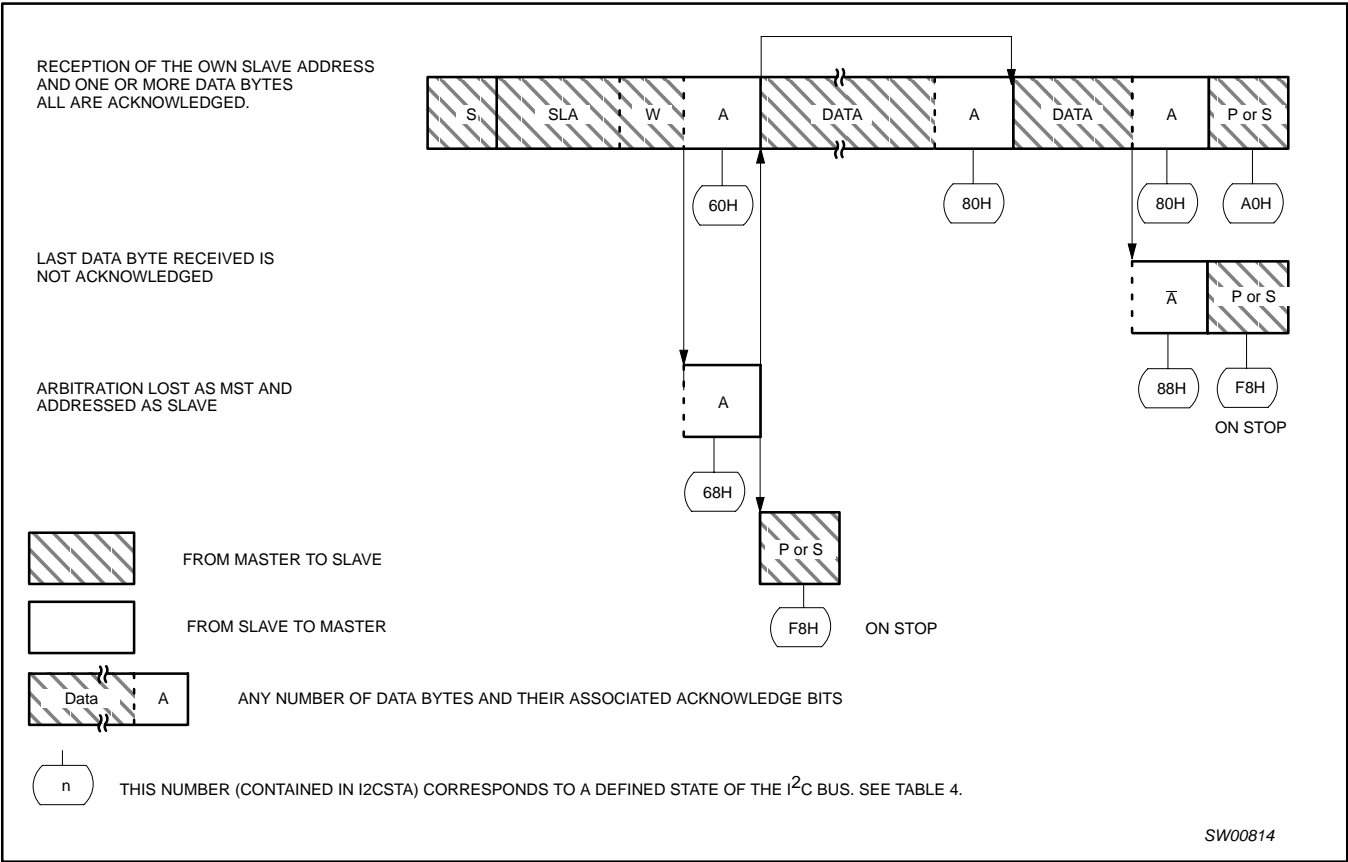 RECEPTION OF THE OWN SLAVE ADDRESS
AND ONE OR MORE DATA BYTES
ALL ARE ACKNOWLEDGED.
S SLA W A DATA A DATA A P or S
60H 80H 80H A0H
LAST DATA BYTE RECEIVED IS
NOT ACKNOWLEDGED
A̅ P or S
88H F8H
ON STOP
ARBITRATION LOST AS MST AND
ADDRESSED AS SLAVE
A
68H
P or S
F8H ON STOP
FROM MASTER TO SLAVE
FROM SLAVE TO MASTER
Data A ANY NUMBER OF DATA BYTES AND THEIR ASSOCIATED ACKNOWLEDGE BITS
n THIS NUMBER (CONTAINED IN I2CSTA) CORRESPONDS TO A DEFINED STATE OF THE I²C BUS. SEE TABLE 4.
SW00814